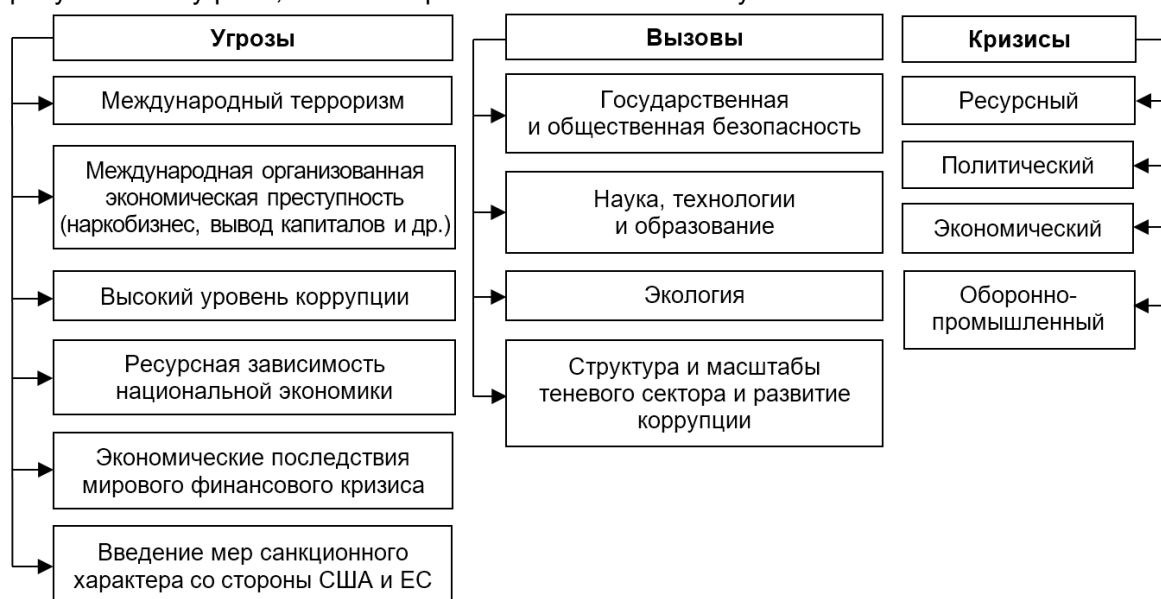 Угрозы
Международный терроризм
Международная организованная
экономическая преступность
(наркобизнес, вывод капиталов и др.)
Высокий уровень коррупции
Ресурсная зависимость
национальной экономики
Экономические последствия
мирового финансового кризиса
Введение мер санкционного
характера со стороны США и ЕС
Вызовы
Государственная
и общественная безопасность
Наука, технологии
и образование
Экология
Структура и масштабы
теневого сектора и развитие
коррупции
Кризисы
Ресурсный
Политический
Экономический
Оборонно-
промышленный